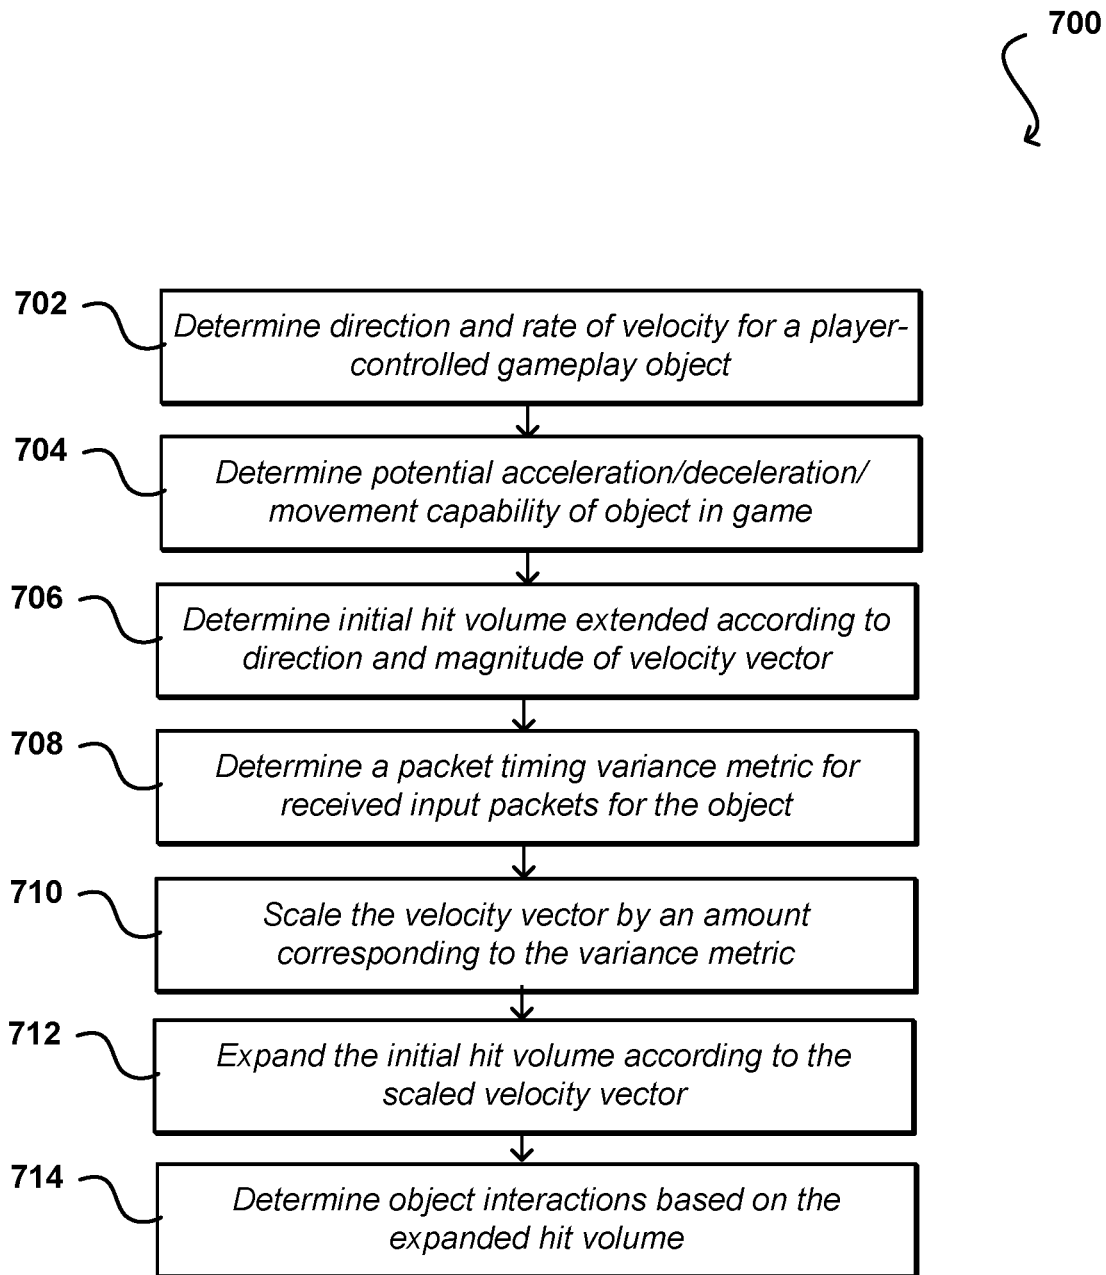 700
702
Determine direction and rate of velocity for a player-
controlled gameplay object
704
Determine potential acceleration/deceleration/
movement capability of object in game
706
Determine initial hit volume extended according to
direction and magnitude of velocity vector
708
Determine a packet timing variance metric for
received input packets for the object
710
Scale the velocity vector by an amount
corresponding to the variance metric
712
Expand the initial hit volume according to the
scaled velocity vector
714
Determine object interactions based on the
expanded hit volume